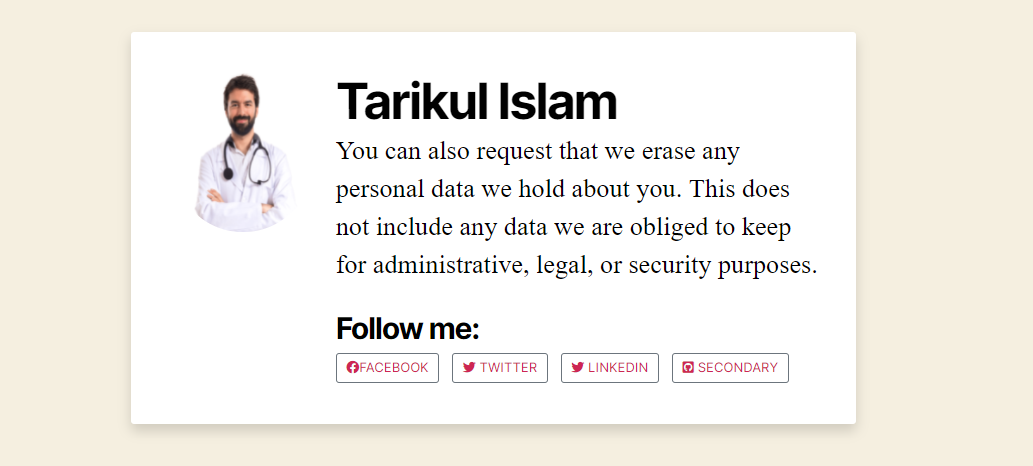 Tarikul Islam
You can also request that we erase any
personal data we hold about you. This does
not include any data we are obliged to keep
for administrative, legal, or security purposes.
Follow me:
FACEBOOK TWITTER LINKEDIN SECONDARY